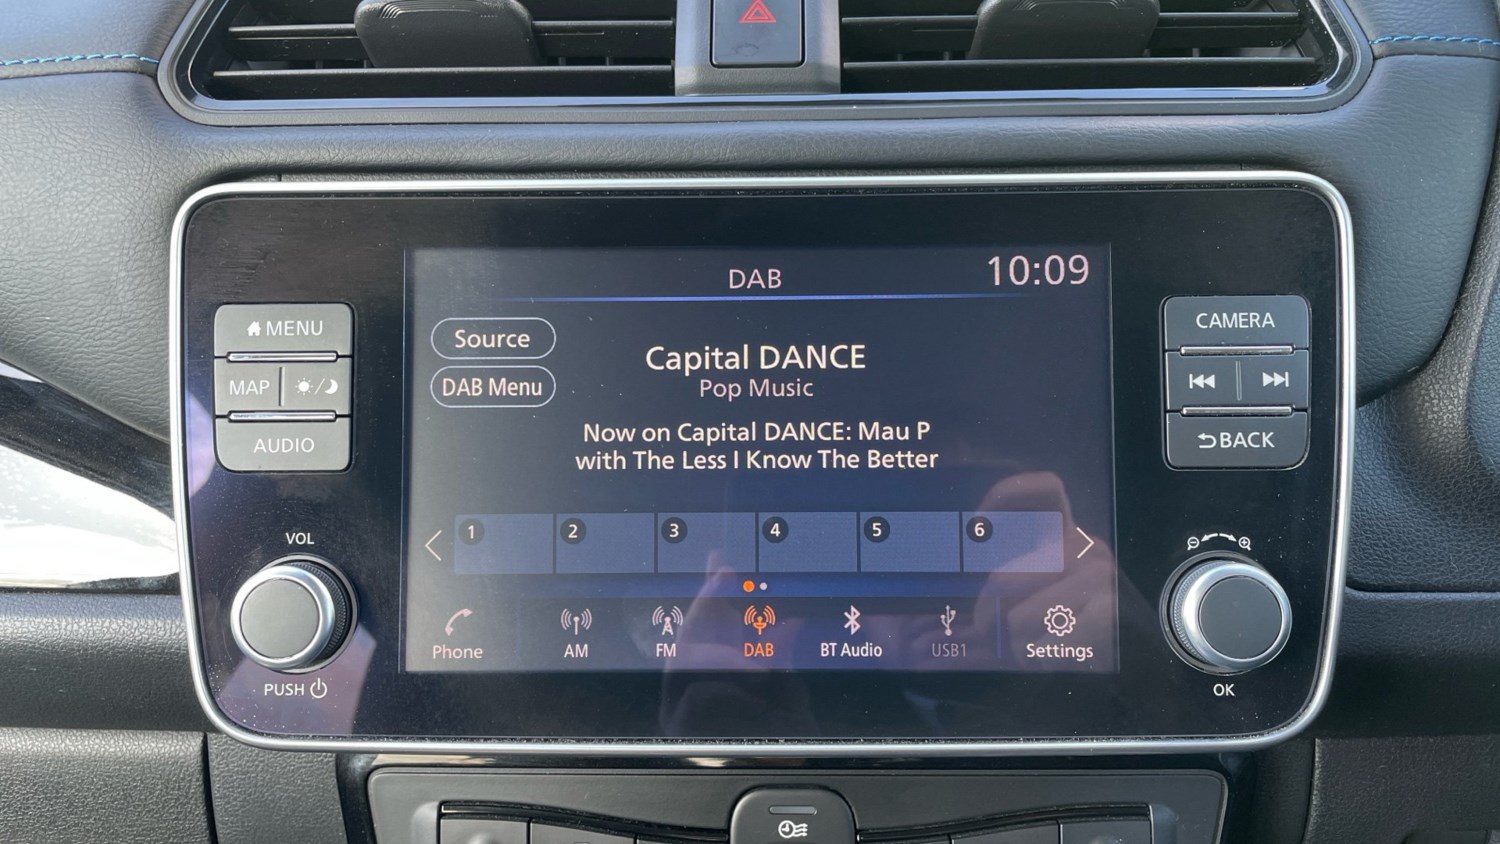 DAB
10:09
MENU
MAP
AUDIO
Source
DAB Menu
Capital DANCE
Pop Music
Now on Capital DANCE: Mau P
with The Less I Know The Better
CAMERA
BACK
1 2 3 4 5 6
VOL
PUSH
Phone AM FM DAB BT Audio USB1 Settings
OK